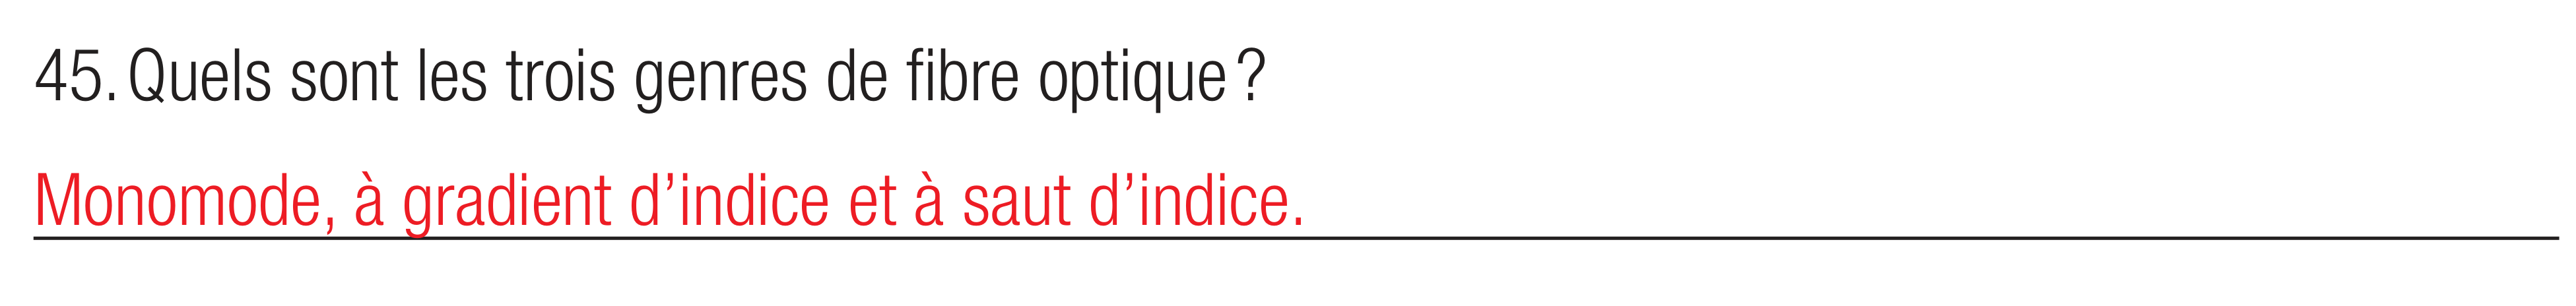 45. Quels sont les trois genres de fibre optique ?
Monomode, à gradient d’indice et à saut d’indice.